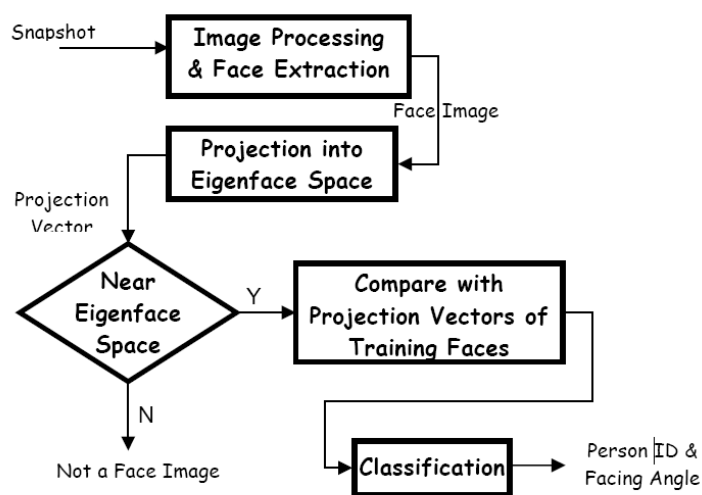 Snapshot
Image Processing
& Face Extraction
Face Image
Projection into
Eigenface Space
Projection
Vector
Near
Eigenface
Space
Y
Compare with
Projection Vectors of
Training Faces
N
Not a Face Image
Classification
Person ID &
Facing Angle